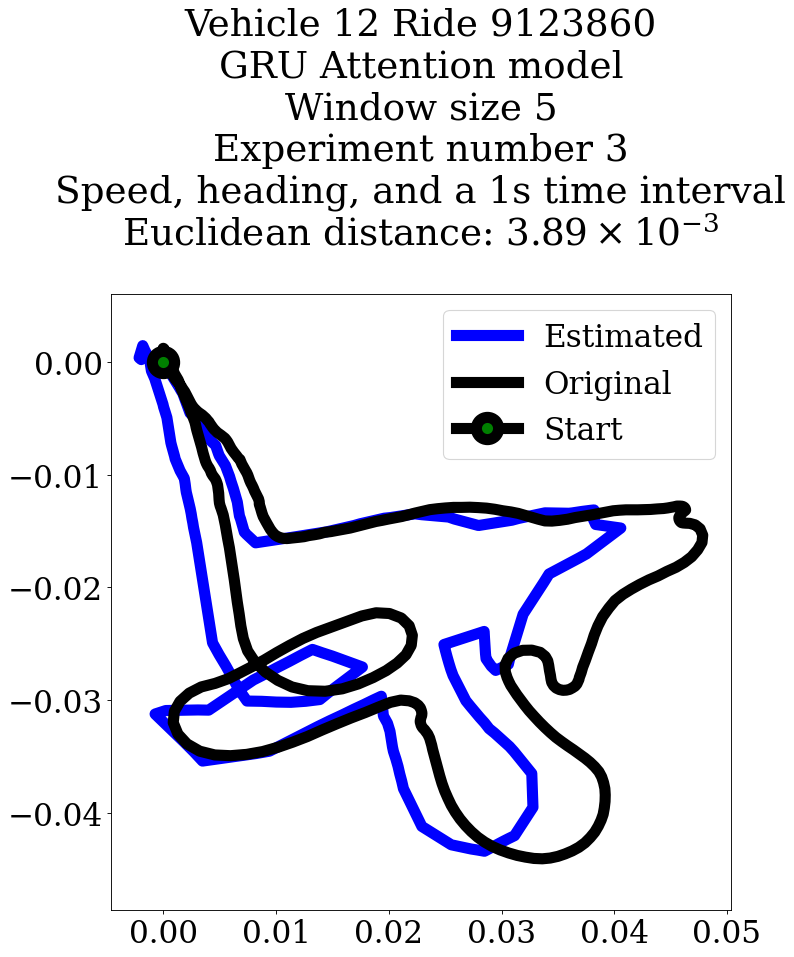 Vehicle 12 Ride 9123860
GRU Attention model
Window size 5
Experiment number 3
Speed, heading, and a 1s time interval
Euclidean distance: 3.89 × 10⁻³
Estimated
Original
Start
0.00
−0.01
−0.02
−0.03
−0.04
0.00 0.01 0.02 0.03 0.04 0.05